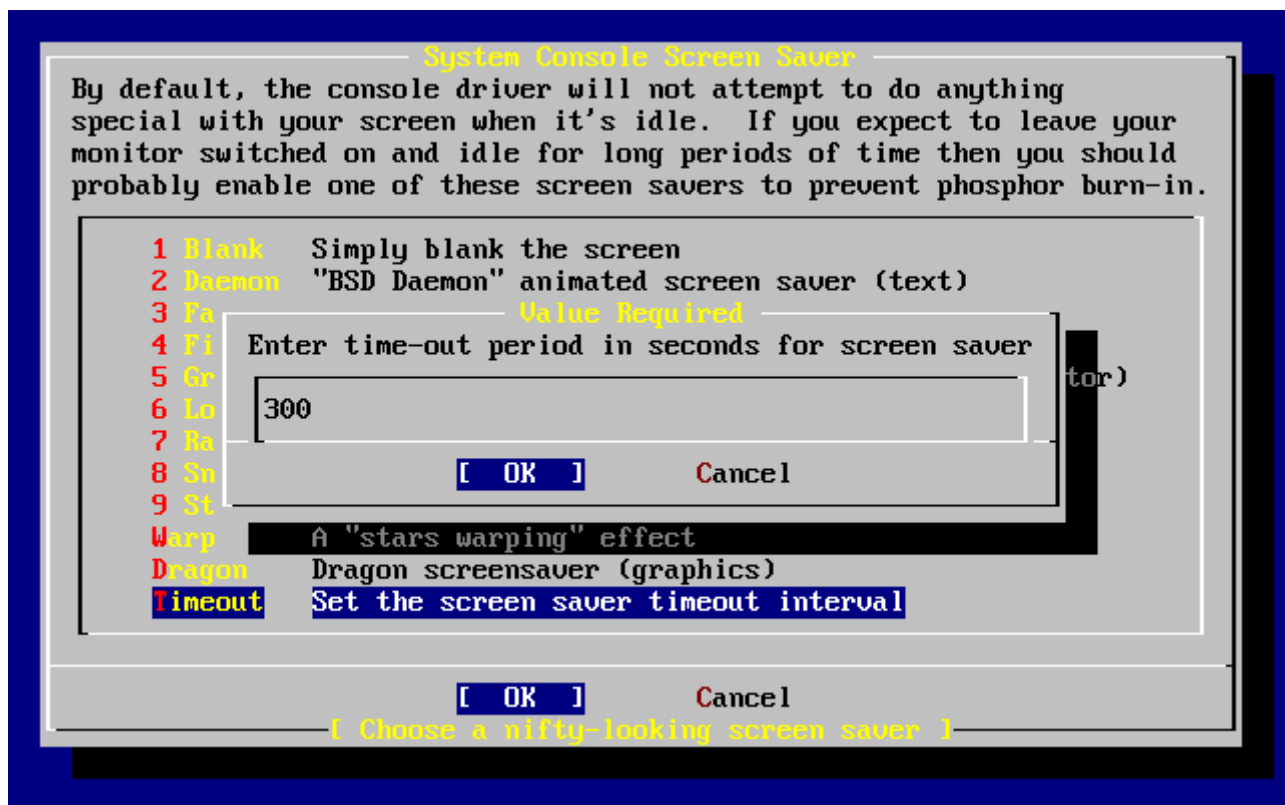 System Console Screen Saver
By default, the console driver will not attempt to do anything
special with your screen when it's idle.  If you expect to leave your
monitor switched on and idle for long periods of time then you should
probably enable one of these screen savers to prevent phosphor burn-in.
1 Blank   Simply blank the screen
2 Daemon  "BSD Daemon" animated screen saver (text)
3 Fa
Value Required
4 Fi
Enter time-out period in seconds for screen saver
5 Gr
tor)
6 Lo
300
7 Ra
8 Sn
[  OK  ]       Cancel
9 St
Warp      A "stars warping" effect
Dragon    Dragon screensaver (graphics)
Timeout   Set the screen saver timeout interval
[  OK  ]       Cancel
[ Choose a nifty-looking screen saver ]